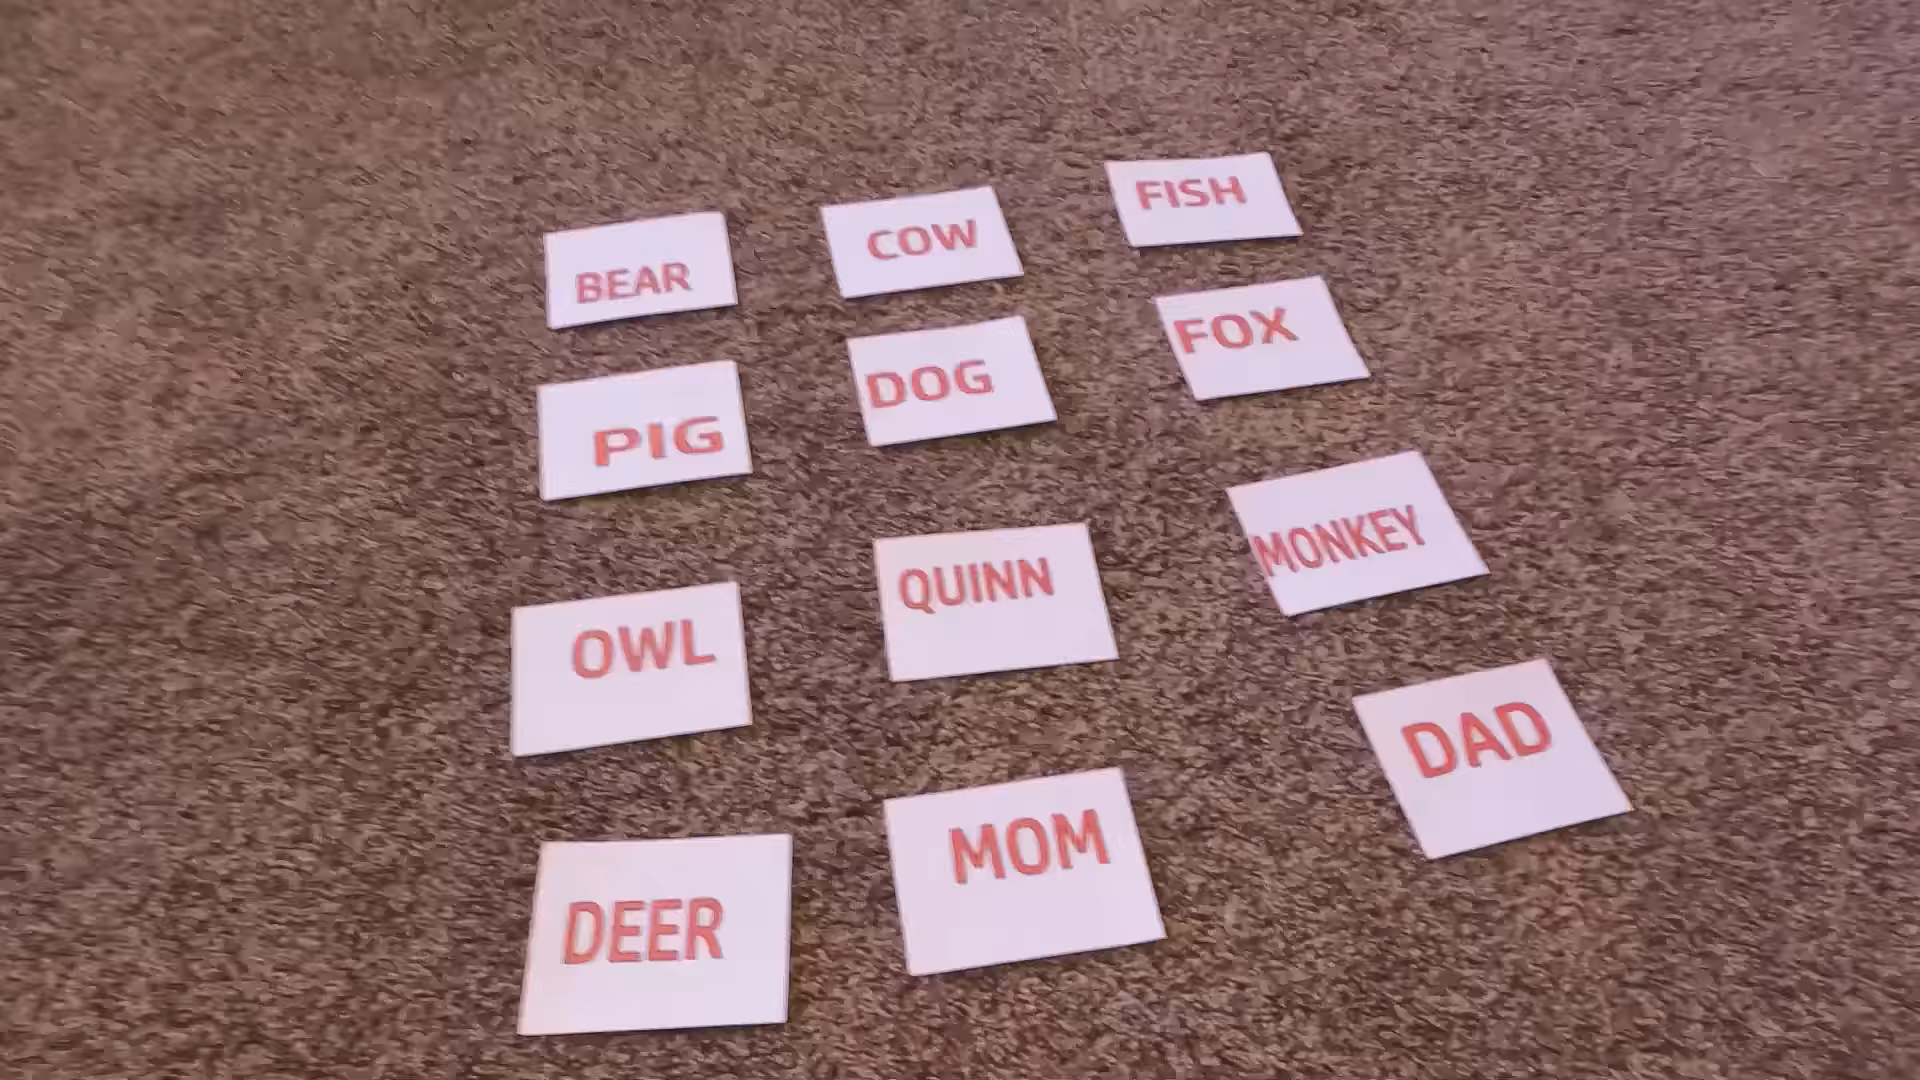 BEAR
COW
FISH
PIG
DOG
FOX
OWL
QUINN
MONKEY
DEER
MOM
DAD